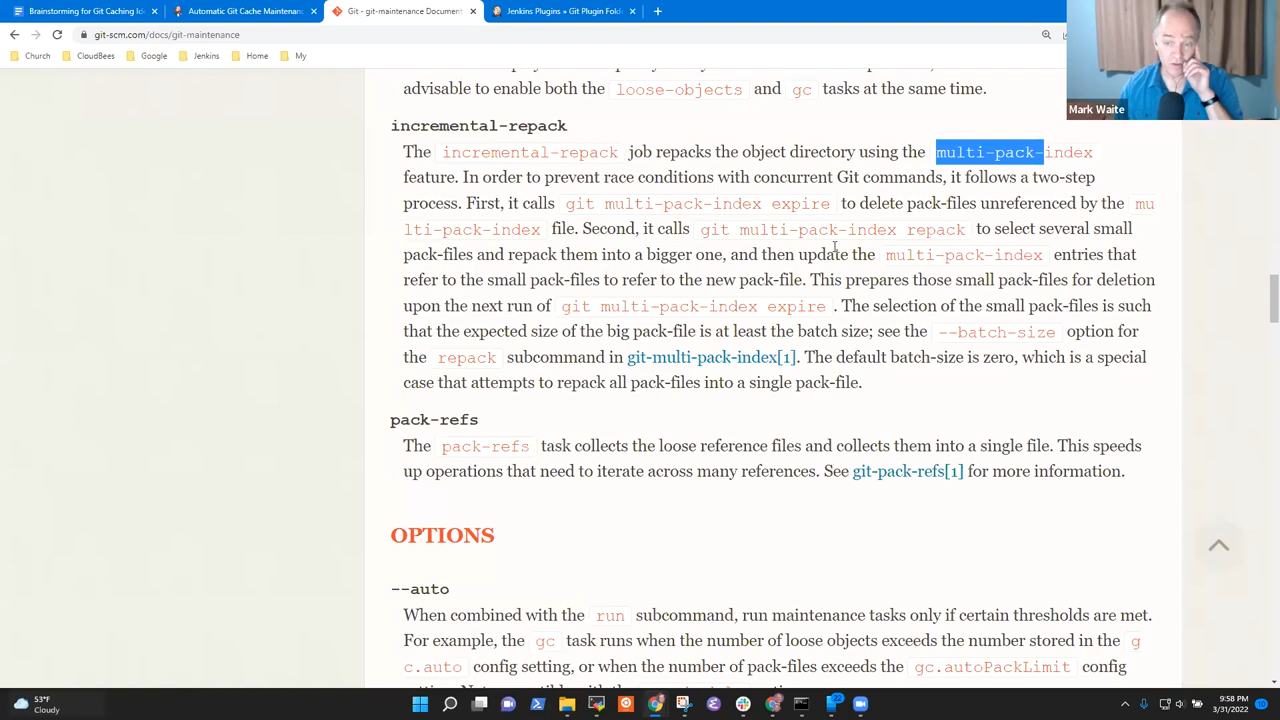 Brainstorming for Git Caching Id
Automatic Git Cache Maintenanc
Git - git-maintenance Document
Jenkins Plugins » Git Plugin Fold
git-scm.com/docs/git-maintenance
Church
CloudBees
Google
Jenkins
Home
My
Mark Waite
advisable to enable both the loose-objects and gc tasks at the same time.
incremental-repack
The incremental-repack job repacks the object directory using the multi-pack-index
feature. In order to prevent race conditions with concurrent Git commands, it follows a two-step
process. First, it calls git multi-pack-index expire to delete pack-files unreferenced by the mu
lti-pack-index file. Second, it calls git multi-pack-index repack to select several small
pack-files and repack them into a bigger one, and then update the multi-pack-index entries that
refer to the small pack-files to refer to the new pack-file. This prepares those small pack-files for deletion
upon the next run of git multi-pack-index expire . The selection of the small pack-files is such
that the expected size of the big pack-file is at least the batch size; see the --batch-size option for
the repack subcommand in git-multi-pack-index[1]. The default batch-size is zero, which is a special
case that attempts to repack all pack-files into a single pack-file.
pack-refs
The pack-refs task collects the loose reference files and collects them into a single file. This speeds
up operations that need to iterate across many references. See git-pack-refs[1] for more information.
OPTIONS
--auto
When combined with the run subcommand, run maintenance tasks only if certain thresholds are met.
For example, the gc task runs when the number of loose objects exceeds the number stored in the g
c.auto config setting, or when the number of pack-files exceeds the gc.autoPackLimit config
53°F
Cloudy
9:58 PM
3/31/2022